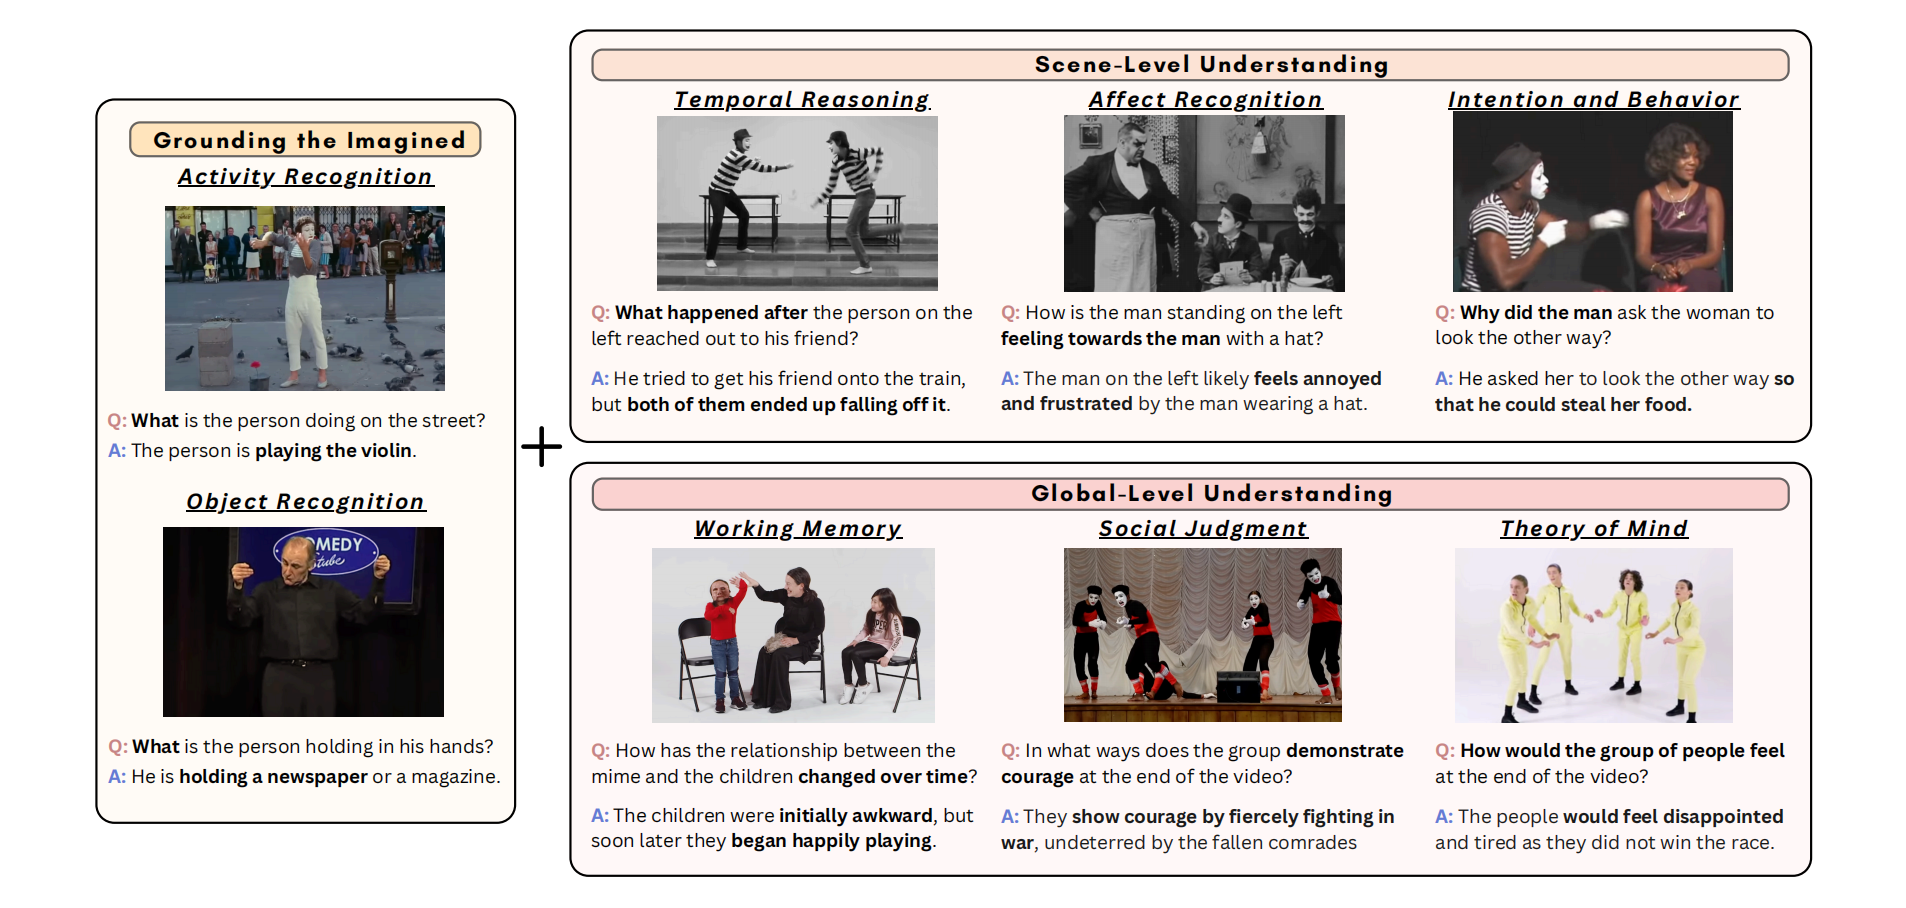 Grounding the Imagined
Activity Recognition
Q: What is the person doing on the street?
A: The person is playing the violin.
Object Recognition
COMEDY
Stube
Q: What is the person holding in his hands?
A: He is holding a newspaper or a magazine.
+
Scene-Level Understanding
Temporal Reasoning
Q: What happened after the person on the
left reached out to his friend?
A: He tried to get his friend onto the train,
but both of them ended up falling off it.
Affect Recognition
Q: How is the man standing on the left
feeling towards the man with a hat?
A: The man on the left likely feels annoyed
and frustrated by the man wearing a hat.
Intention and Behavior
Q: Why did the man ask the woman to
look the other way?
A: He asked her to look the other way so
that he could steal her food.
Global-Level Understanding
Working Memory
Q: How has the relationship between the
mime and the children changed over time?
A: The children were initially awkward, but
soon later they began happily playing.
Social Judgment
Q: In what ways does the group demonstrate
courage at the end of the video?
A: They show courage by fiercely fighting in
war, undeterred by the fallen comrades
Theory of Mind
Q: How would the group of people feel
at the end of the video?
A: The people would feel disappointed
and tired as they did not win the race.